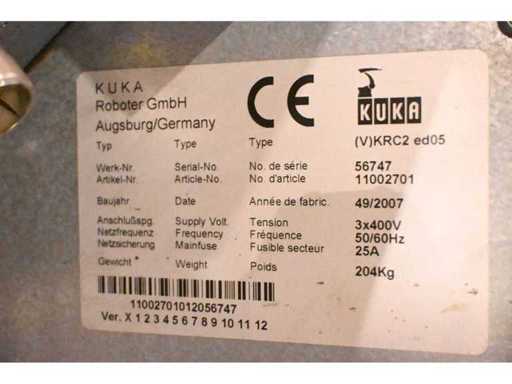 KUKA
Roboter GmbH
Augsburg/Germany
CE
KUKA
Typ Type Type (V)KRC2 ed05
Werk-Nr. Serial-No. No. de série 56747
Artikel-Nr. Article-No. No. d'article 11002701
Baujahr Date Année de fabric. 49/2007
Anschlußspg. Supply Volt. Tension 3x400V
Netzfrequenz Frequency Fréquence 50/60Hz
Netzsicherung Mainfuse Fusible secteur 25A
Gewicht Weight Poids 204Kg
11002701012056747
Ver. X 1 2 3 4 5 6 7 8 9 10 11 12